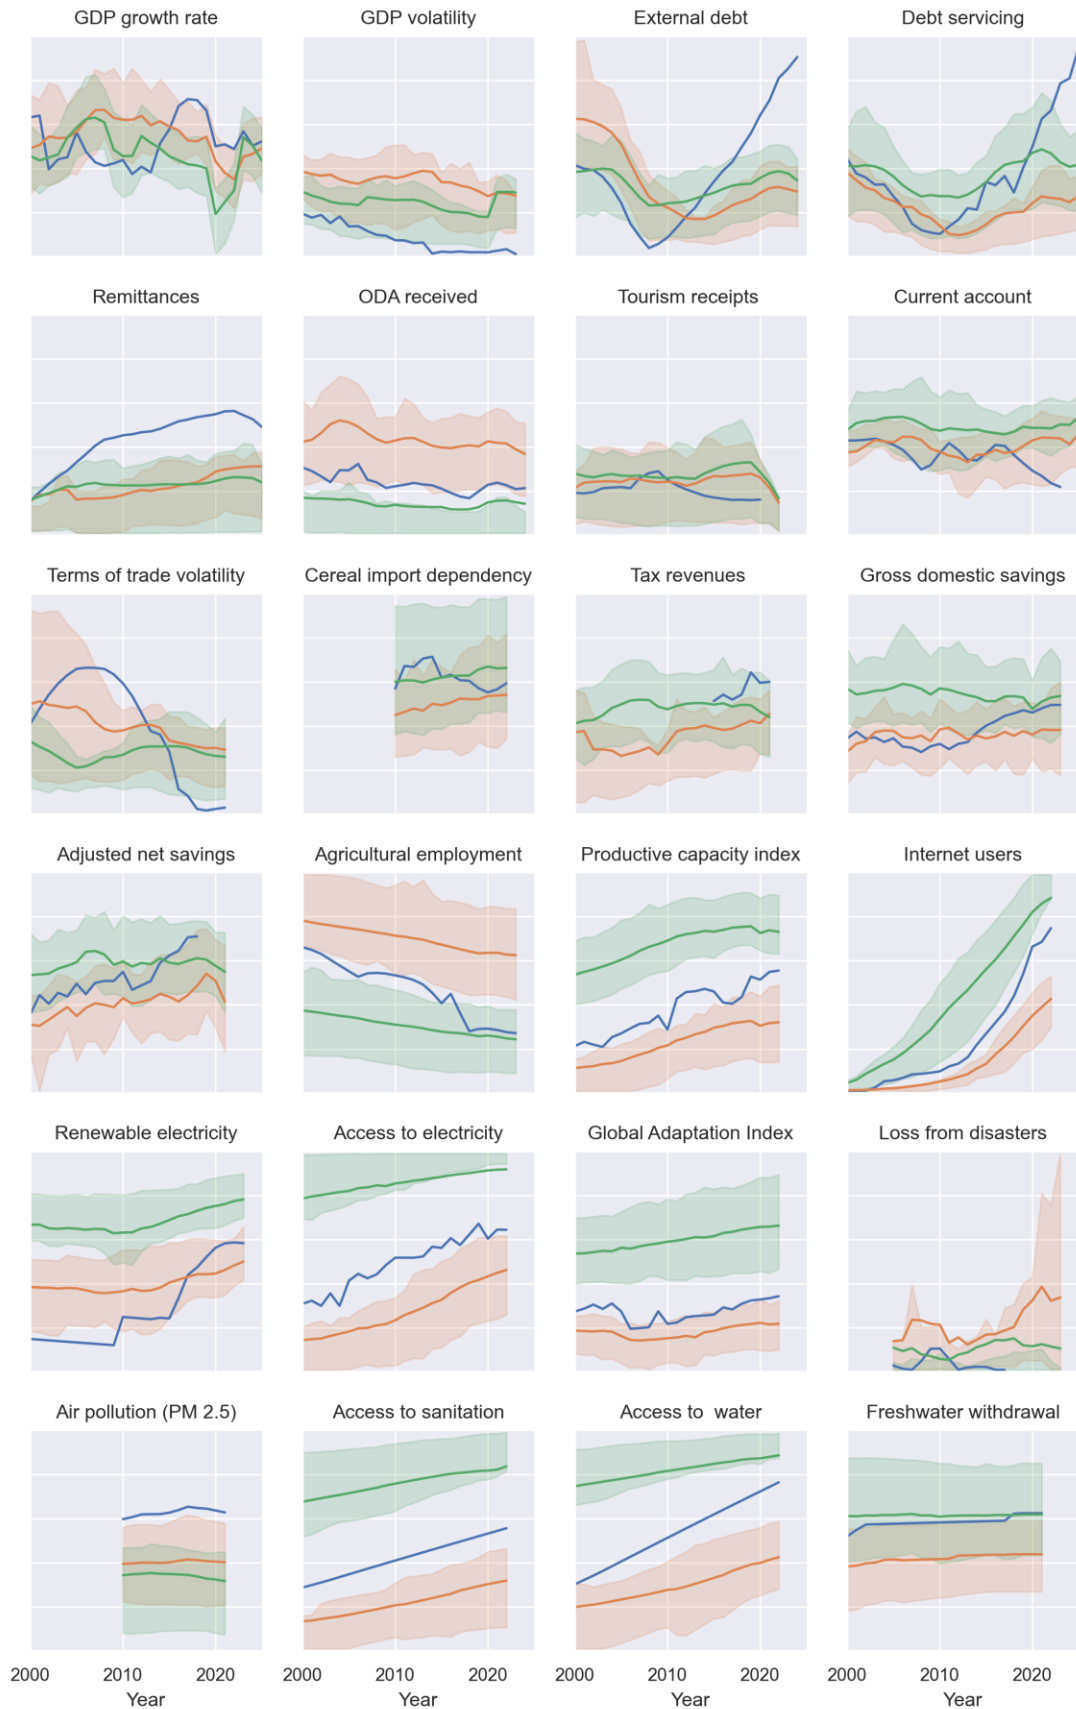 GDP growth rate
GDP volatility
External debt
Debt servicing
Remittances
ODA received
Tourism receipts
Current account
Terms of trade volatility
Cereal import dependency
Tax revenues
Gross domestic savings
Adjusted net savings
Agricultural employment
Productive capacity index
Internet users
Renewable electricity
Access to electricity
Global Adaptation Index
Loss from disasters
Air pollution (PM 2.5)
Access to sanitation
Access to  water
Freshwater withdrawal
2000 2010 2020
Year
2000 2010 2020
Year
2000 2010 2020
Year
2000 2010 2020
Year